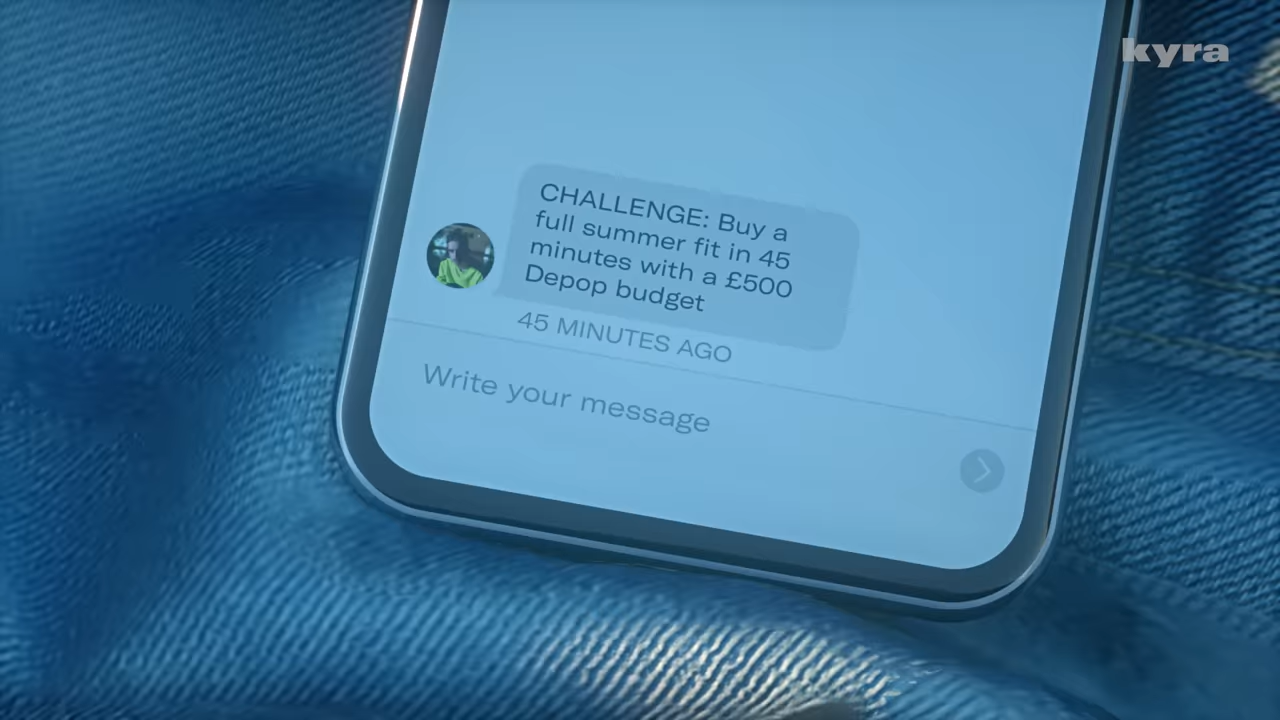 kyra
CHALLENGE: Buy a
full summer fit in 45
minutes with a £500
Depop budget
45 MINUTES AGO
Write your message